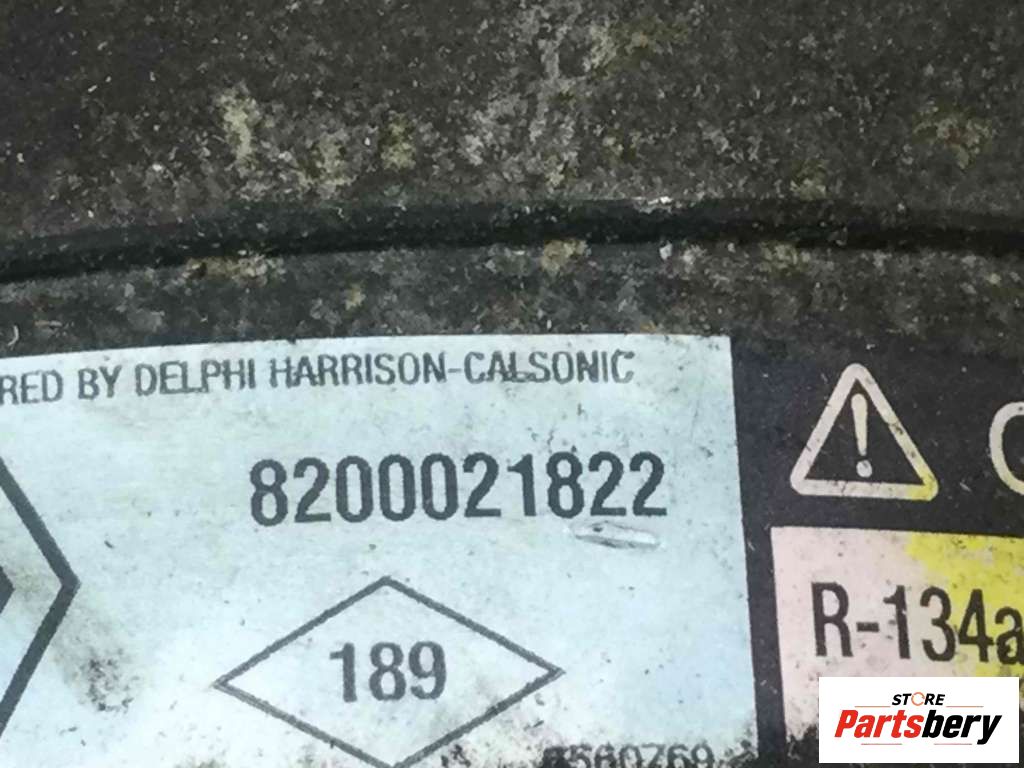 RED BY DELPHI HARRISON-CALSONIC
8200021822
189
R-134a
STORE
Partsbery